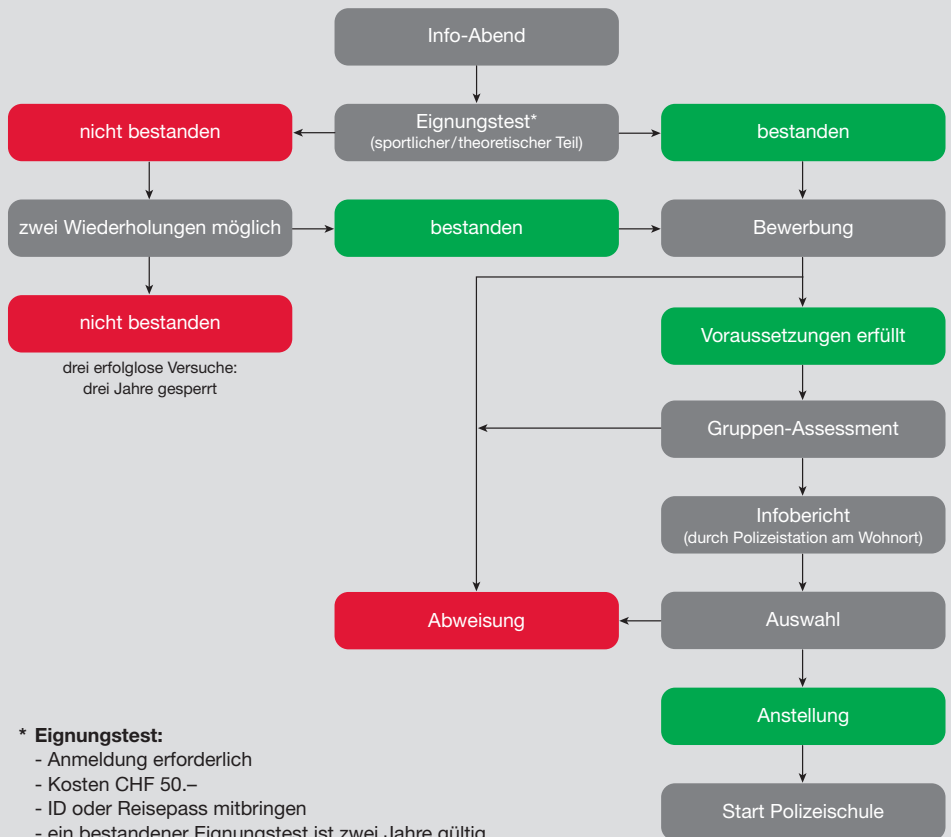 Info-Abend
nicht bestanden
Eignungstest*
(sportlicher/theoretischer Teil)
bestanden
zwei Wiederholungen möglich
bestanden
Bewerbung
nicht bestanden
drei erfolglose Versuche:
drei Jahre gesperrt
Voraussetzungen erfüllt
Gruppen-Assessment
Infobericht
(durch Polizeistation am Wohnort)
Abweisung
Auswahl
Anstellung
Start Polizeischule
* Eignungstest:
- Anmeldung erforderlich
- Kosten CHF 50.–
- ID oder Reisepass mitbringen
- ein bestandener Eignungstest ist zwei Jahre gültig